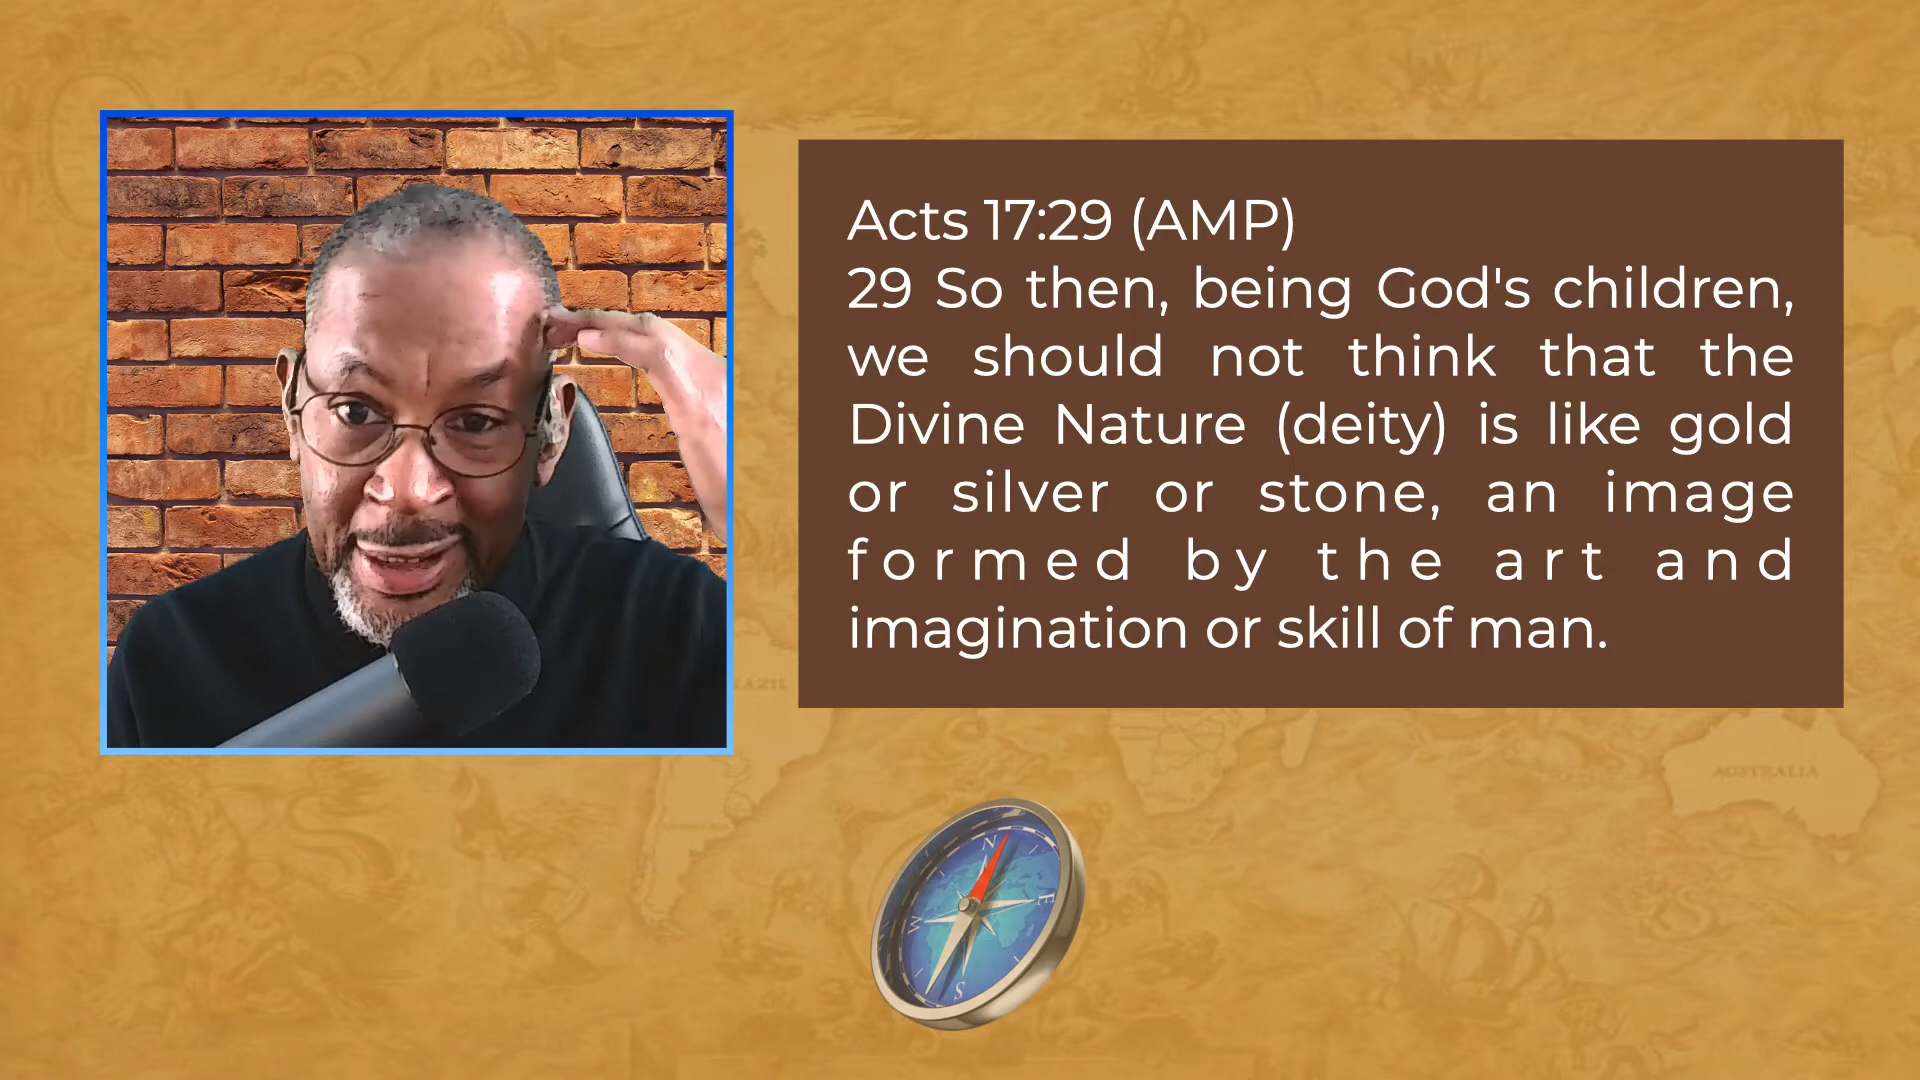 Acts 17:29 (AMP)
29 So then, being God's children,
we should not think that the
Divine Nature (deity) is like gold
or silver or stone, an image
formed by the art and
imagination or skill of man.
AZIL
AUSTRALIA
N
E
W
S